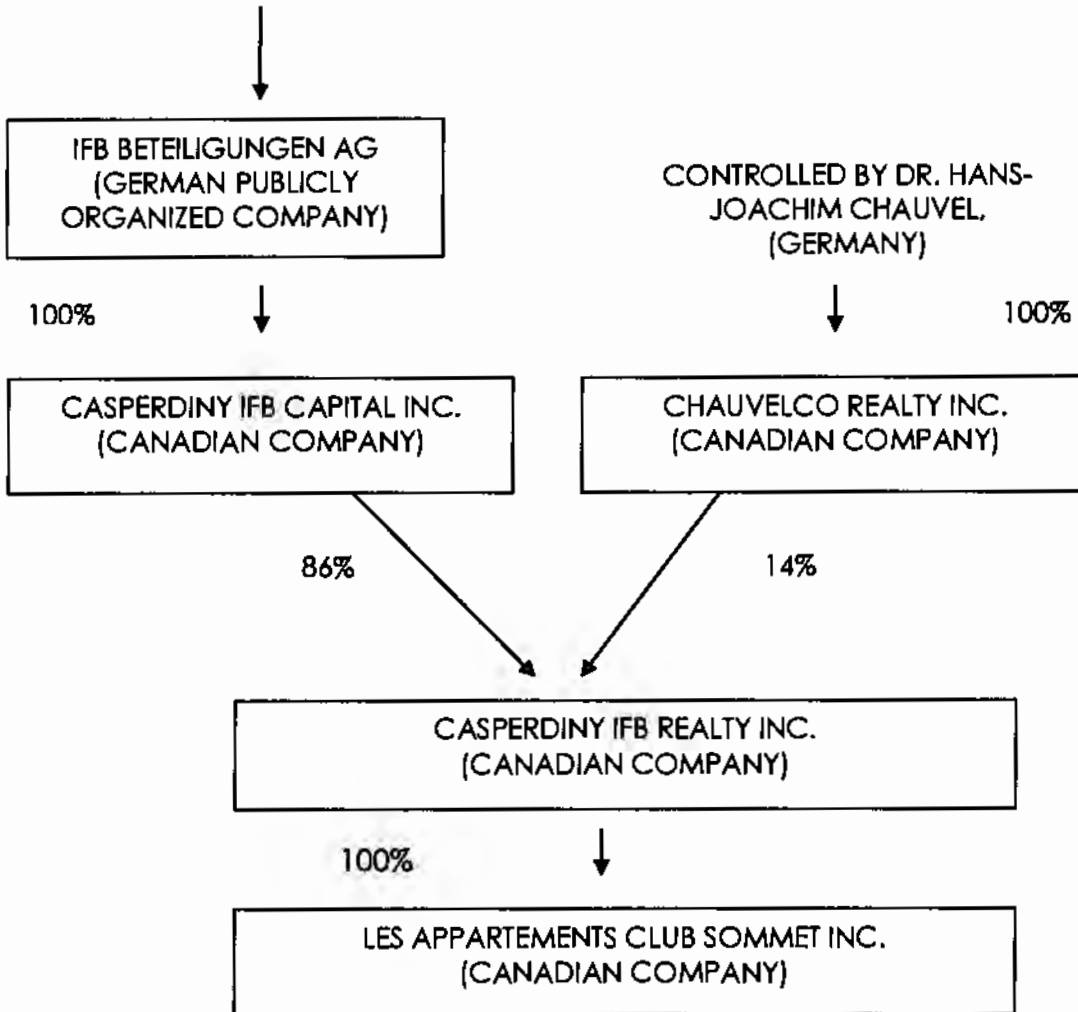 IFB BETEILIGUNGEN AG
(GERMAN PUBLICLY
ORGANIZED COMPANY)
CONTROLLED BY DR. HANS-
JOACHIM CHAUVEL,
(GERMANY)
100%
100%
CASPERDINY IFB CAPITAL INC.
(CANADIAN COMPANY)
CHAUVELCO REALTY INC.
(CANADIAN COMPANY)
86%
14%
CASPERDINY IFB REALTY INC.
(CANADIAN COMPANY)
100%
LES APPARTEMENTS CLUB SOMMET INC.
(CANADIAN COMPANY)